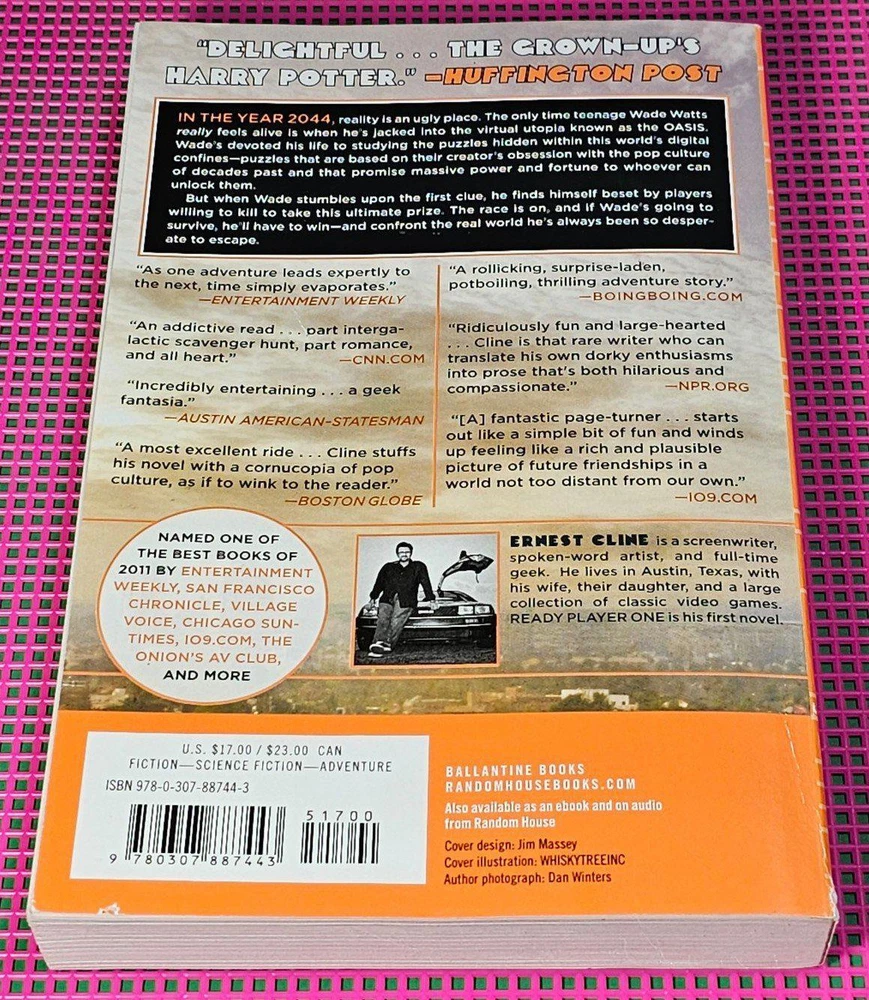 "DELIGHTFUL . . . THE GROWN-UP'S
HARRY POTTER." —HUFFINGTON POST
IN THE YEAR 2044, reality is an ugly place. The only time teenage Wade Watts
really feels alive is when he's jacked into the virtual utopia known as the OASIS.
Wade's devoted his life to studying the puzzles hidden within this world's digital
confines—puzzles that are based on their creator's obsession with the pop culture
of decades past and that promise massive power and fortune to whoever can
unlock them.
But when Wade stumbles upon the first clue, he finds himself beset by players
willing to kill to take this ultimate prize. The race is on, and if Wade's going to
survive, he'll have to win—and confront the real world he's always been so desper-
ate to escape.
"As one adventure leads expertly to
the next, time simply evaporates."
—ENTERTAINMENT WEEKLY
"An addictive read . . . part interga-
lactic scavenger hunt, part romance,
and all heart." —CNN.COM
"Incredibly entertaining . . . a geek
fantasia."
—AUSTIN AMERICAN-STATESMAN
"A most excellent ride . . . Cline stuffs
his novel with a cornucopia of pop
culture, as if to wink to the reader."
—BOSTON GLOBE
"A rollicking, surprise-laden,
potboiling, thrilling adventure story."
—BOINGBOING.COM
"Ridiculously fun and large-hearted
. . . Cline is that rare writer who can
translate his own dorky enthusiasms
into prose that's both hilarious and
compassionate." —NPR.ORG
"[A] fantastic page-turner . . . starts
out like a simple bit of fun and winds
up feeling like a rich and plausible
picture of future friendships in a
world not too distant from our own."
—IO9.COM
NAMED ONE OF
THE BEST BOOKS OF
2011 BY ENTERTAINMENT
WEEKLY, SAN FRANCISCO
CHRONICLE, VILLAGE
VOICE, CHICAGO SUN-
TIMES, IO9.COM, THE
ONION'S AV CLUB,
AND MORE
ERNEST CLINE is a screenwriter,
spoken-word artist, and full-time
geek. He lives in Austin, Texas, with
his wife, their daughter, and a large
collection of classic video games.
READY PLAYER ONE is his first novel.
U.S. $17.00 / $23.00 CAN
FICTION—SCIENCE FICTION—ADVENTURE
ISBN 978-0-307-88744-3
51700
9 780307 887443
BALLANTINE BOOKS
RANDOMHOUSEBOOKS.COM
Also available as an ebook and on audio
from Random House
Cover design: Jim Massey
Cover illustration: WHISKYTREEINC
Author photograph: Dan Winters